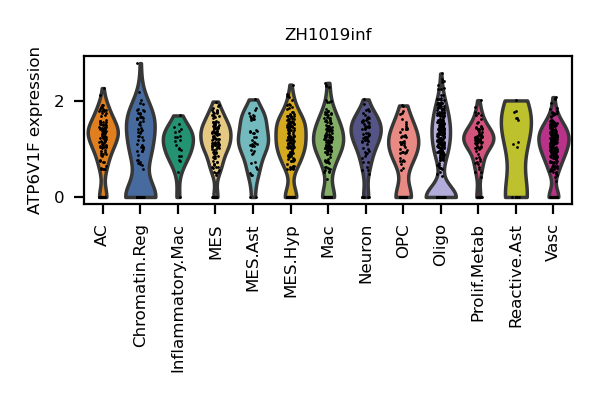 ZH1019inf
ATP6V1F expression
2
0
AC
Chromatin.Reg
Inflammatory.Mac
MES
MES.Ast
MES.Hyp
Mac
Neuron
OPC
Oligo
Prolif.Metab
Reactive.Ast
Vasc